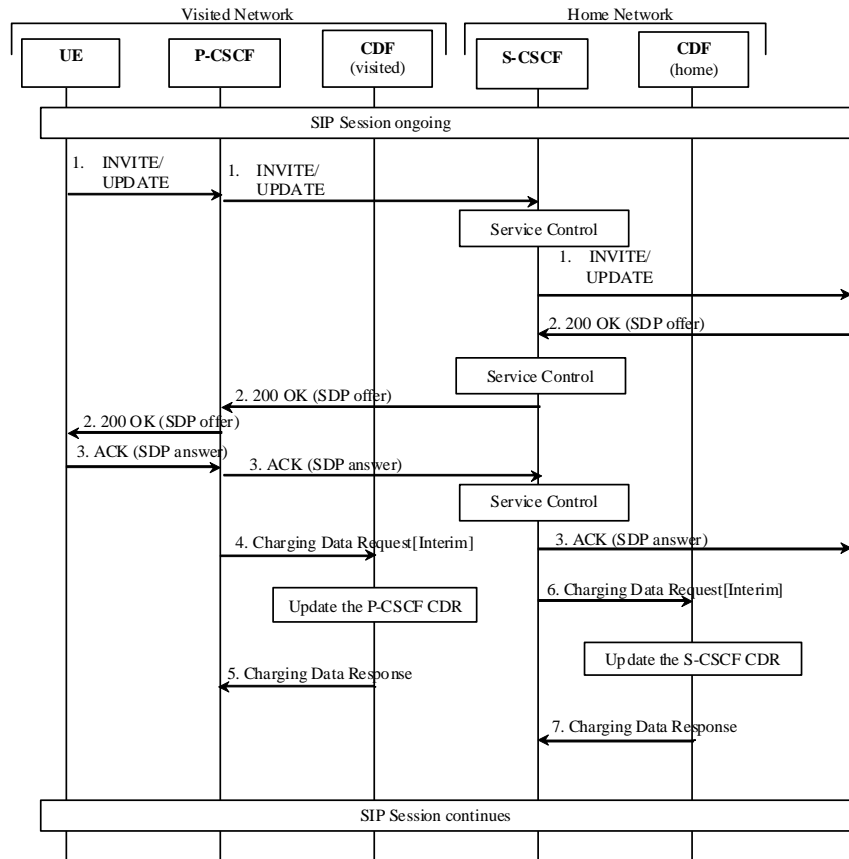 Visited Network
Home Network
UE
P-CSCF
CDF
(visited)
S-CSCF
CDF
(home)
SIP Session ongoing
1. INVITE/
UPDATE
1. INVITE/
UPDATE
Service Control
1. INVITE/
UPDATE
2. 200 OK (SDP offer)
Service Control
2. 200 OK (SDP offer)
2. 200 OK (SDP offer)
3. ACK (SDP answer)
3. ACK (SDP answer)
Service Control
4. Charging Data Request[Interim]
3. ACK (SDP answer)
6. Charging Data Request[Interim]
Update the P-CSCF CDR
Update the S-CSCF CDR
5. Charging Data Response
7. Charging Data Response
SIP Session continues